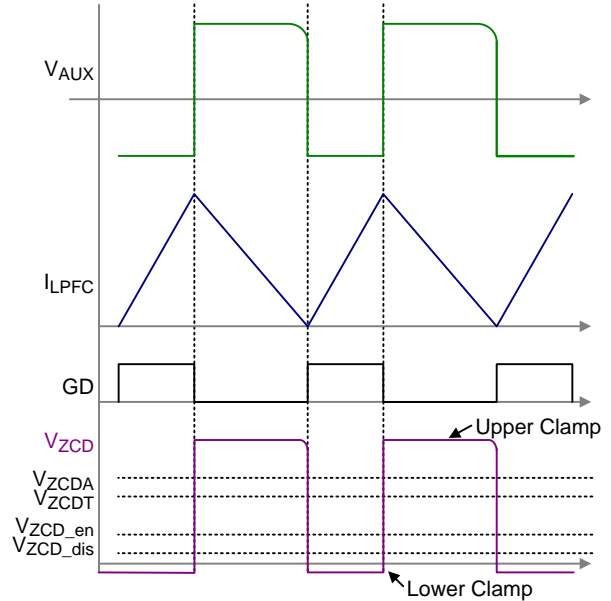 VAUX
ILPFC
GD
VZCD
Upper Clamp
VZCDA
VZCDT
VZCD_en
VZCD_dis
Lower Clamp